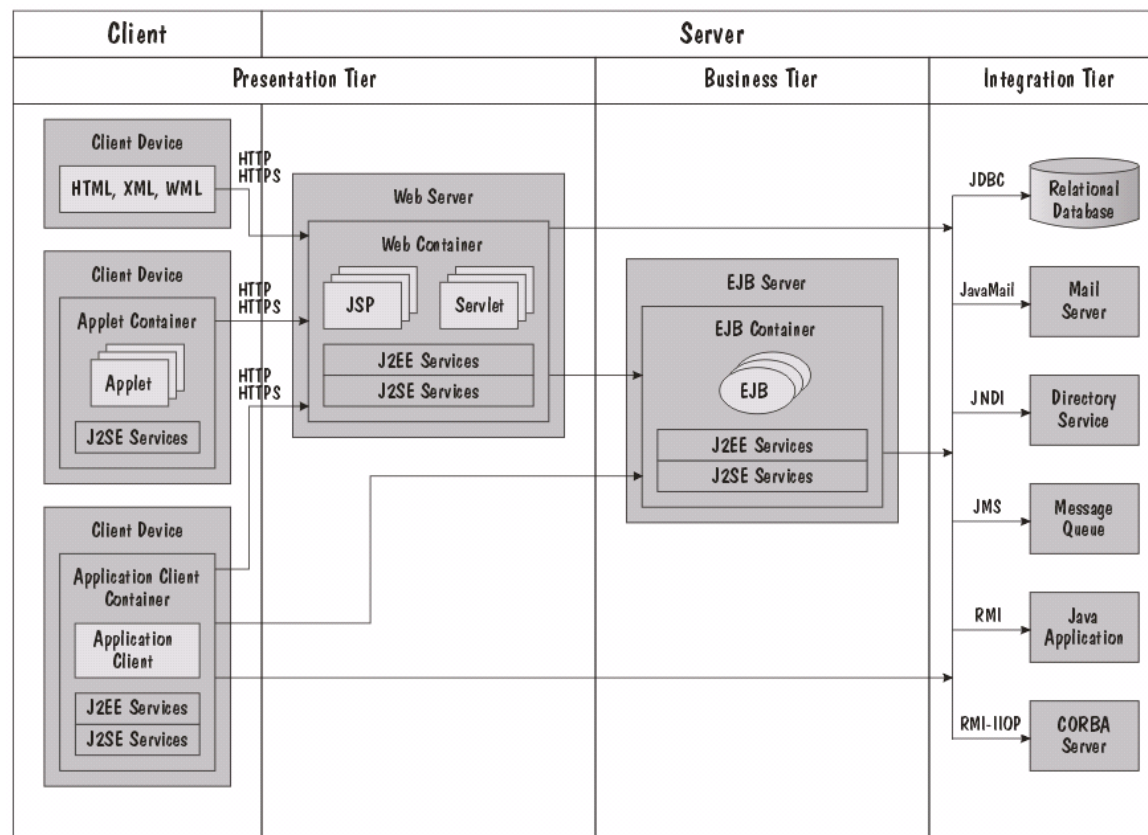 Client
Server
Presentation Tier
Business Tier
Integration Tier
Client Device
HTML, XML, WML
HTTP
HTTPS
Client Device
Applet Container
Applet
J2SE Services
HTTP
HTTPS
Client Device
Application Client
Container
Application
Client
J2EE Services
J2SE Services
HTTP
HTTPS
Web Server
Web Container
JSP
Servlet
J2EE Services
J2SE Services
EJB Server
EJB Container
EJB
J2EE Services
J2SE Services
JDBC
Relational
Database
JavaMail
Mail
Server
JNDI
Directory
Service
JMS
Message
Queue
RMI
Java
Application
RMI-IIOP
CORBA
Server